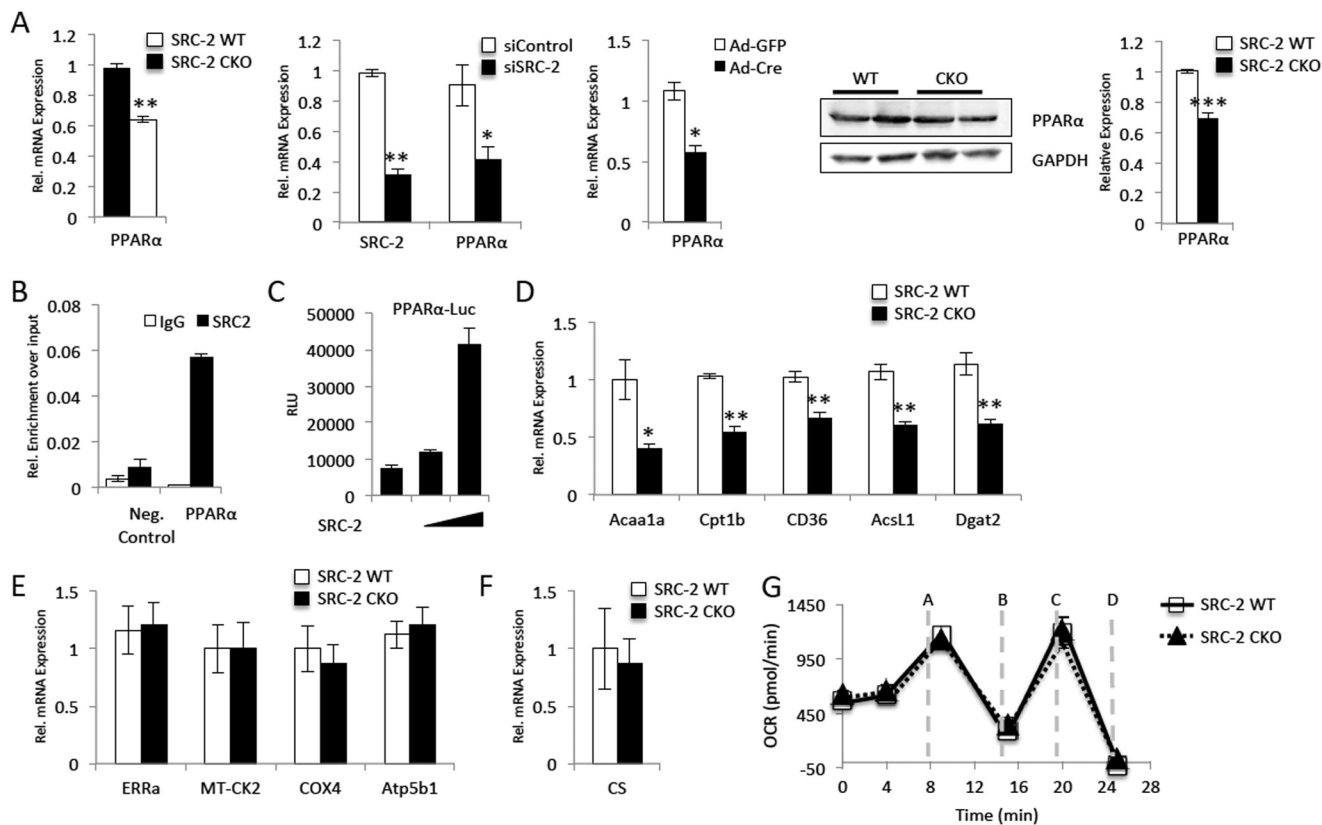 A
Rel. mRNA Expression
1.2
1
0.8
0.6
0.4
0.2
0
SRC-2 WT
SRC-2 CKO
**
PPARα
Rel. mRNA Expression
1.2
1
0.8
0.6
0.4
0.2
0
siControl
siSRC-2
**
*
SRC-2
PPARα
Rel. mRNA Expression
1.5
1
0.5
0
Ad-GFP
Ad-Cre
*
PPARα
WT
CKO
PPARα
GAPDH
Relative Expression
1.2
1
0.8
0.6
0.4
0.2
0
SRC-2 WT
SRC-2 CKO
***
PPARα
B
Rel. Enrichment over input
0.08
0.06
0.04
0.02
0
IgG
SRC2
Neg.
Control
PPARα
C
PPARα-Luc
RLU
50000
40000
30000
20000
10000
0
SRC-2
D
SRC-2 WT
SRC-2 CKO
Rel. mRNA Expression
1.5
1
0.5
0
*
**
**
**
**
Acaa1a
Cpt1b
CD36
AcsL1
Dgat2
E
SRC-2 WT
SRC-2 CKO
Rel. mRNA Expression
1.5
1
0.5
0
ERRa
MT-CK2
COX4
Atp5b1
F
SRC-2 WT
SRC-2 CKO
Rel. mRNA Expression
1.5
1
0.5
0
CS
G
A
B
C
D
SRC-2 WT
SRC-2 CKO
OCR (pmol/min)
1450
950
450
-50
0
4
8
12
16
20
24
28
Time (min)